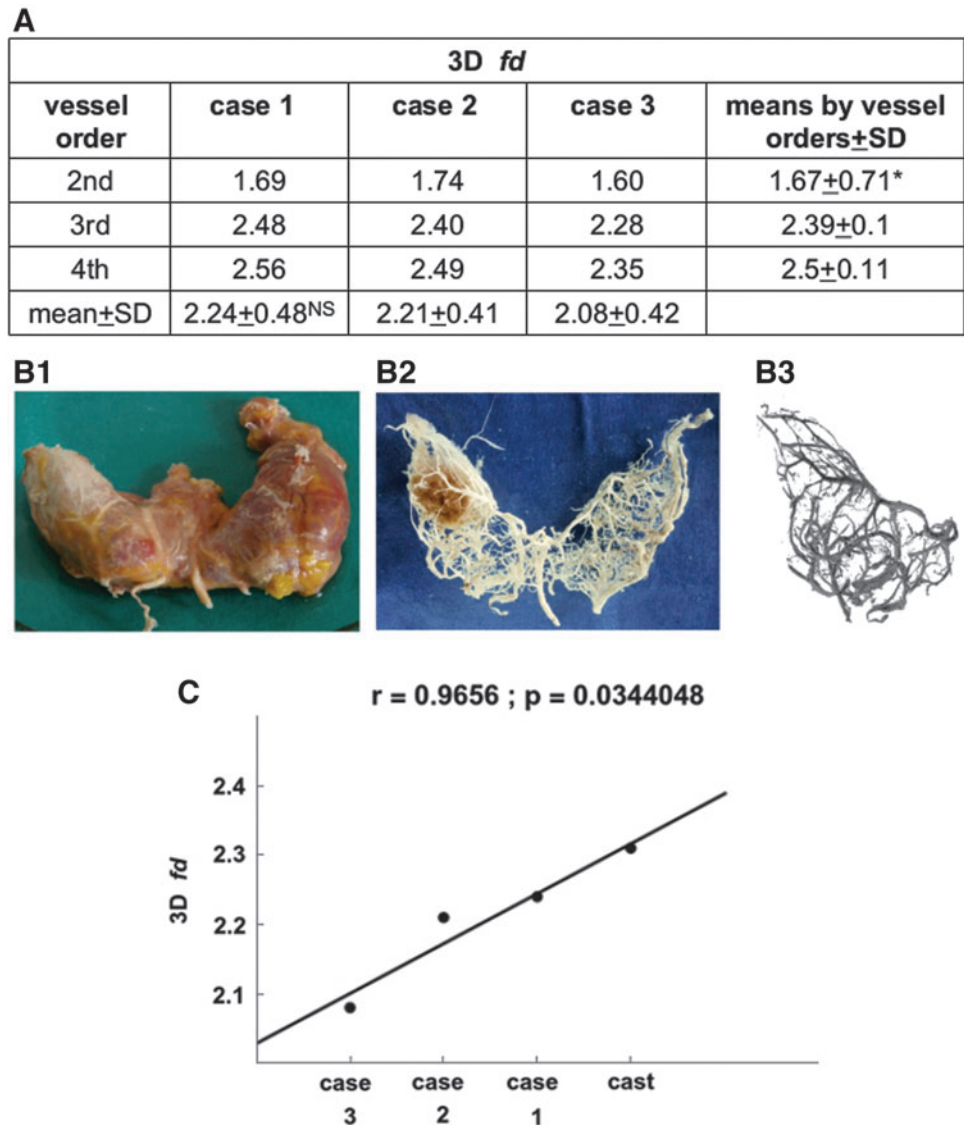 A
3D fd
vessel order case 1 case 2 case 3 means by vessel orders±SD
2nd 1.69 1.74 1.60 1.67±0.71*
3rd 2.48 2.40 2.28 2.39±0.1
4th 2.56 2.49 2.35 2.5±0.11
mean±SD 2.24±0.48NS 2.21±0.41 2.08±0.42
B1 B2 B3
C
r = 0.9656 ; p = 0.0344048
2.4
2.3
2.2
2.1
3D fd
case 3 case 2 case 1 cast